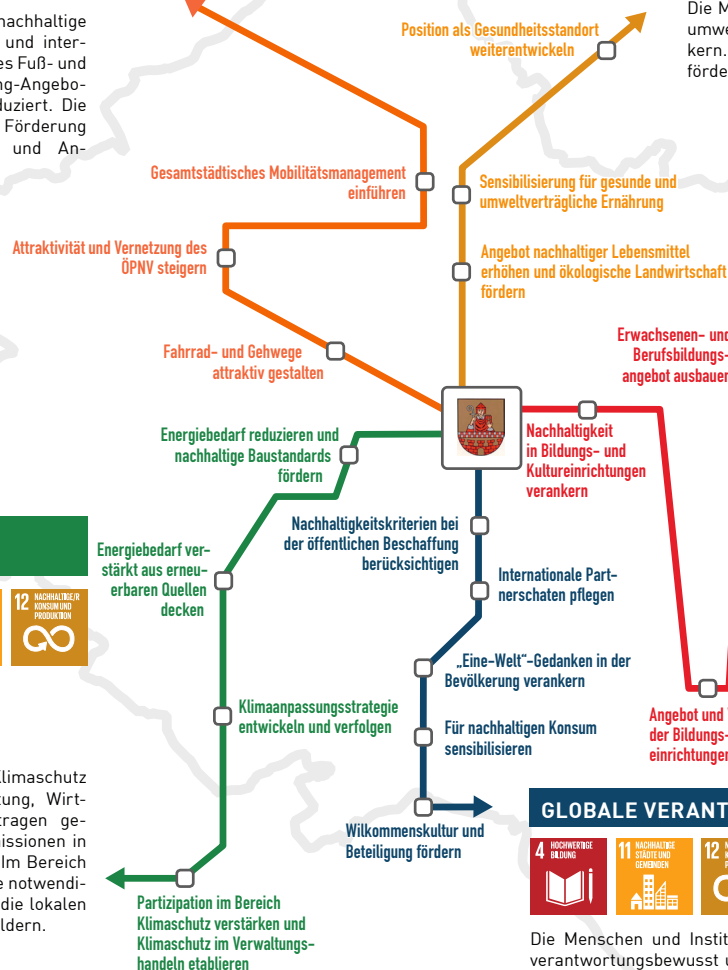 nachhaltige
und inter-
es Fuß- und
ng-Angebo-
duziert. Die
Förderung
und An-
Position als Gesundheitsstandort
weiterentwickeln
Die M
umwe
kern.
förde
Gesamtstädtisches Mobilitätsmanagement
einführen
Sensibilisierung für gesunde und
umweltverträgliche Ernährung
Attraktivität und Vernetzung des
ÖPNV steigern
Angebot nachhaltiger Lebensmittel
erhöhen und ökologische Landwirtschaft
fördern
Fahrrad- und Gehwege
attraktiv gestalten
Erwachsenen- und
Berufsbildungs-
angebot ausbauen
Energiebedarf reduzieren und
nachhaltige Baustandards
fördern
Nachhaltigkeit
in Bildungs- und
Kultureinrichtungen
verankern
Nachhaltigkeitskriterien bei
der öffentlichen Beschaffung
berücksichtigen
Energiebedarf ver-
stärkt aus erneu-
erbaren Quellen
decken
Internationale Part-
nerschaten pflegen
12 NACHHALTIGE/R
KONSUM UND
PRODUKTION
„Eine-Welt“-Gedanken in der
Bevölkerung verankern
Klimaanpassungsstrategie
entwickeln und verfolgen
Für nachhaltigen Konsum
sensibilisieren
Angebot und
der Bildungs-
einrichtungen
Klimaschutz
tung, Wirt-
tragen ge-
missionen in
Im Bereich
e notwendi-
die lokalen
ldern.
Wilkommenskultur und
Beteiligung fördern
GLOBALE VERANT
4 HOCHWERTIGE
BILDUNG
11 NACHHALTIGE
STÄDTE UND
GEMEINDEN
12
Partizipation im Bereich
Klimaschutz verstärken und
Klimaschutz im Verwaltungs-
handeln etablieren
Die Menschen und Instit
verantwortungsbewusst u